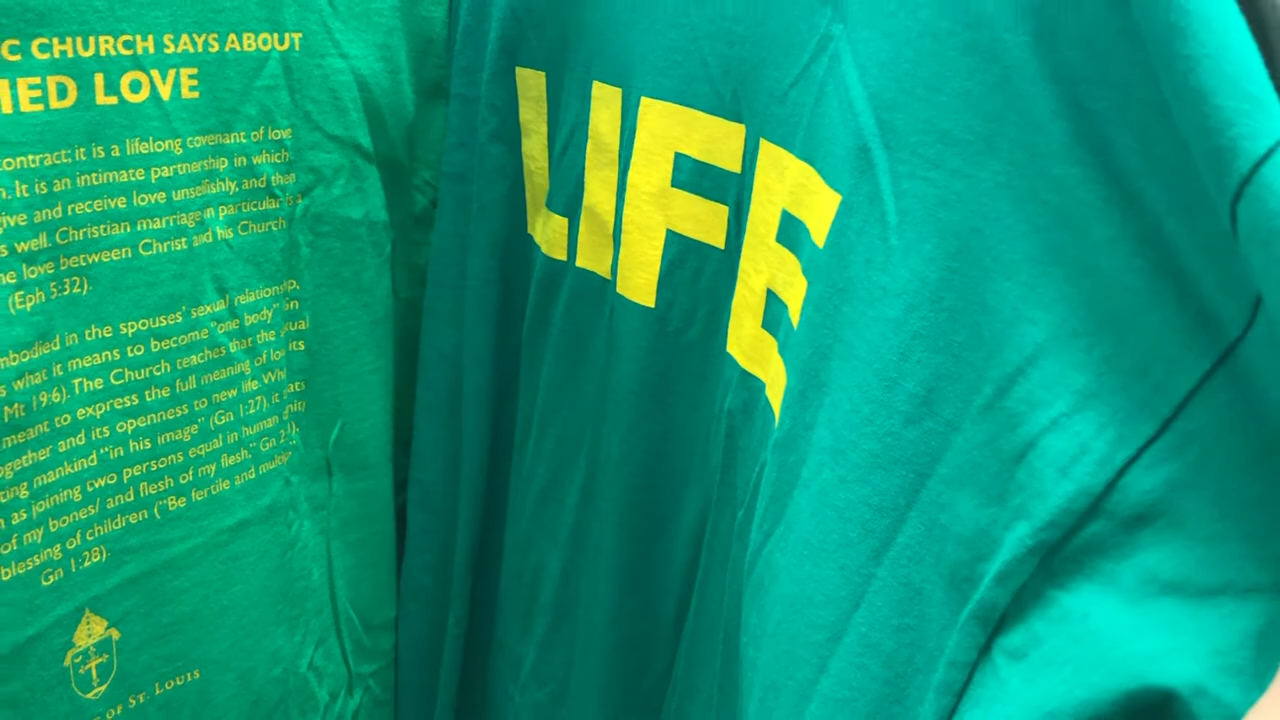 C CHURCH SAYS ABOUT
IED LOVE
contract; it is a lifelong covenant of love
n. It is an intimate partnership in which
give and receive love unselfishly, and then
s well. Christian marriage in particular is a
he love between Christ and his Church
(Eph 5:32).
mbodied in the spouses' sexual relationship,
s what it means to become "one body"
Mt 19:6). The Church teaches that the sexual
meant to express the full meaning of love its
ogether and its openness to new life.
ting mankind "in his image" (Gn 1:27), it
n as joining two persons equal in human
of my bones/ and flesh of my flesh." Gn
blessing of children ("Be fertile and multiply"
Gn 1:28).
OF ST. LOUIS
LIFE